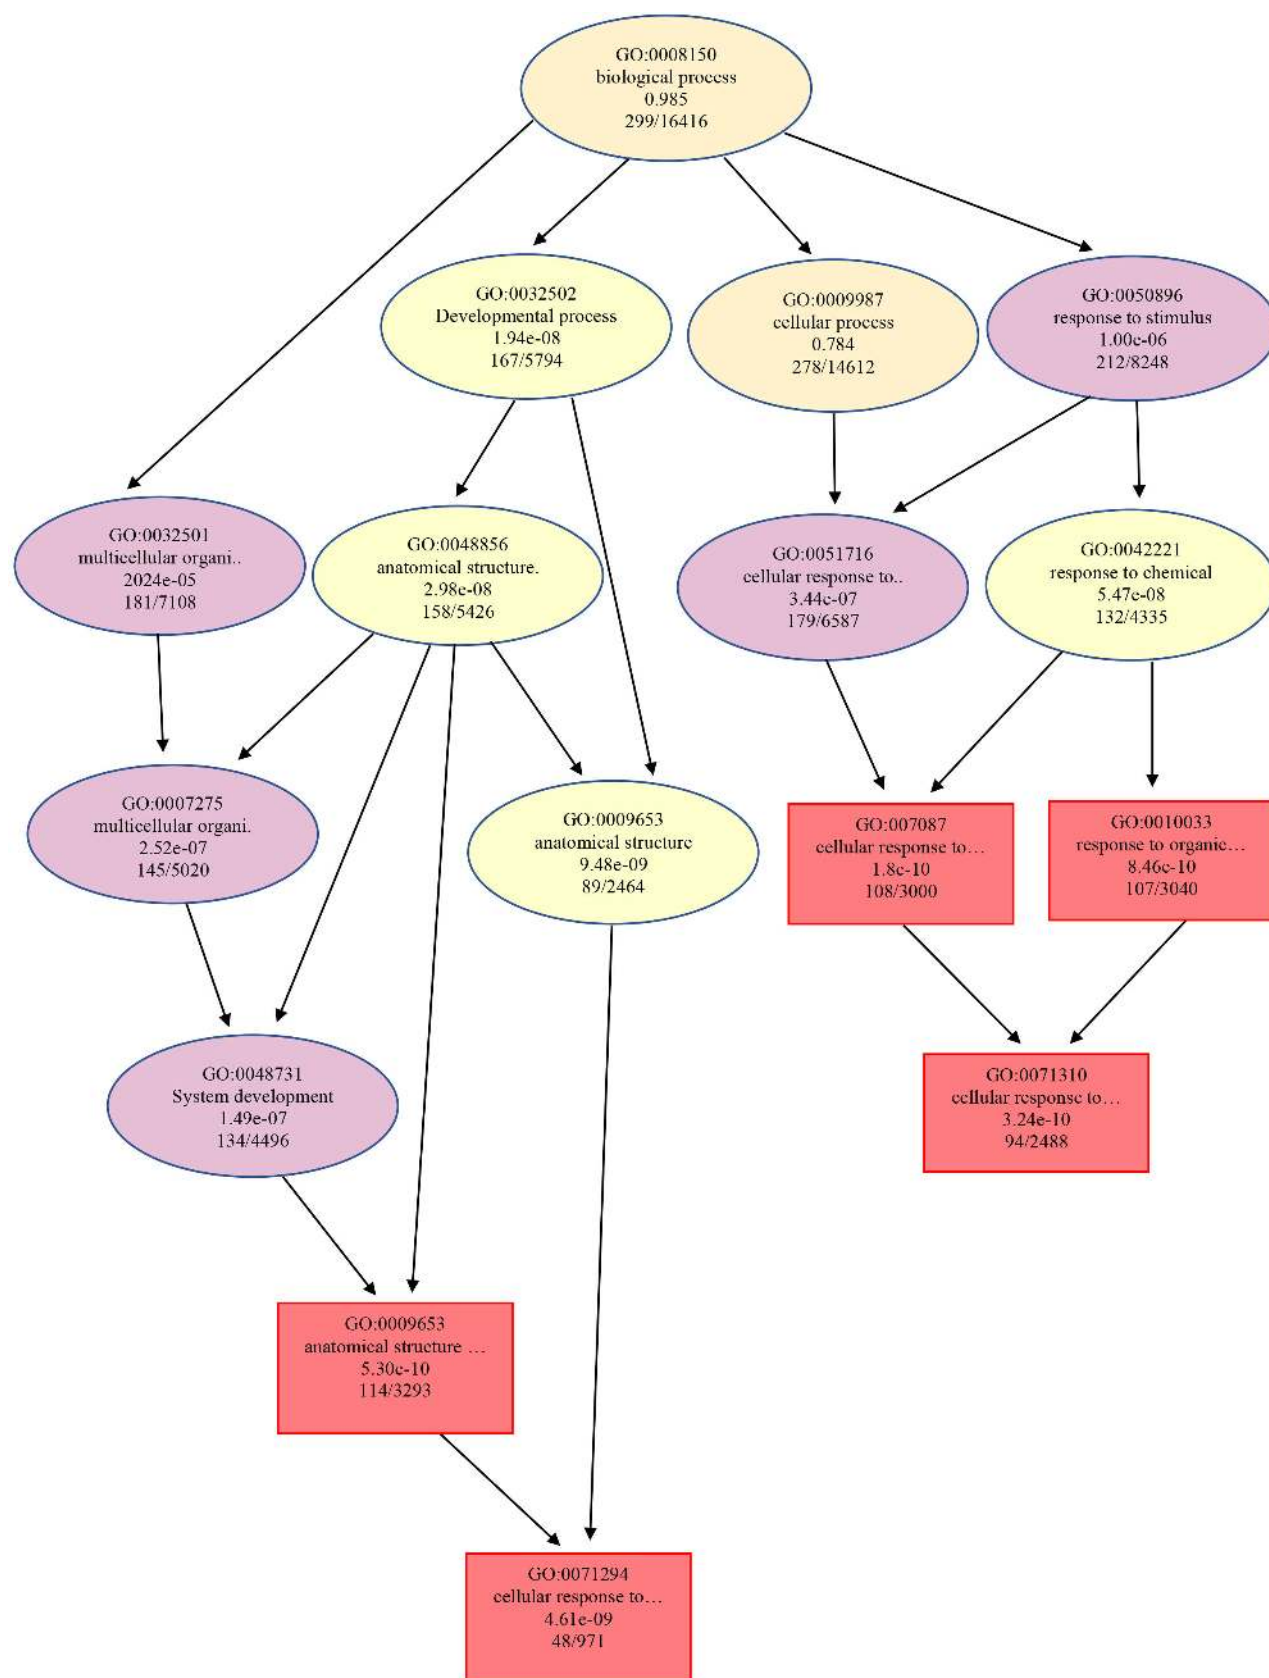 GO:0008150
biological process
0.985
299/16416
GO:0032502
Developmental process
1.94e-08
167/5794
GO:0009987
cellular process
0.784
278/14612
GO:0050896
response to stimulus
1.00e-06
212/8248
GO:0032501
multicellular organi..
2024e-05
181/7108
GO:0048856
anatomical structure.
2.98e-08
158/5426
GO:0051716
cellular response to..
3.44e-07
179/6587
GO:0042221
response to chemical
5.47e-08
132/4335
GO:0007275
multicellular organi.
2.52e-07
145/5020
GO:0009653
anatomical structure
9.48e-09
89/2464
GO:007087
cellular response to…
1.8e-10
108/3000
GO:0010033
response to organic…
8.46e-10
107/3040
GO:0048731
System development
1.49e-07
134/4496
GO:0071310
cellular response to…
3.24e-10
94/2488
GO:0009653
anatomical structure …
5.30e-10
114/3293
GO:0071294
cellular response to…
4.61e-09
48/971